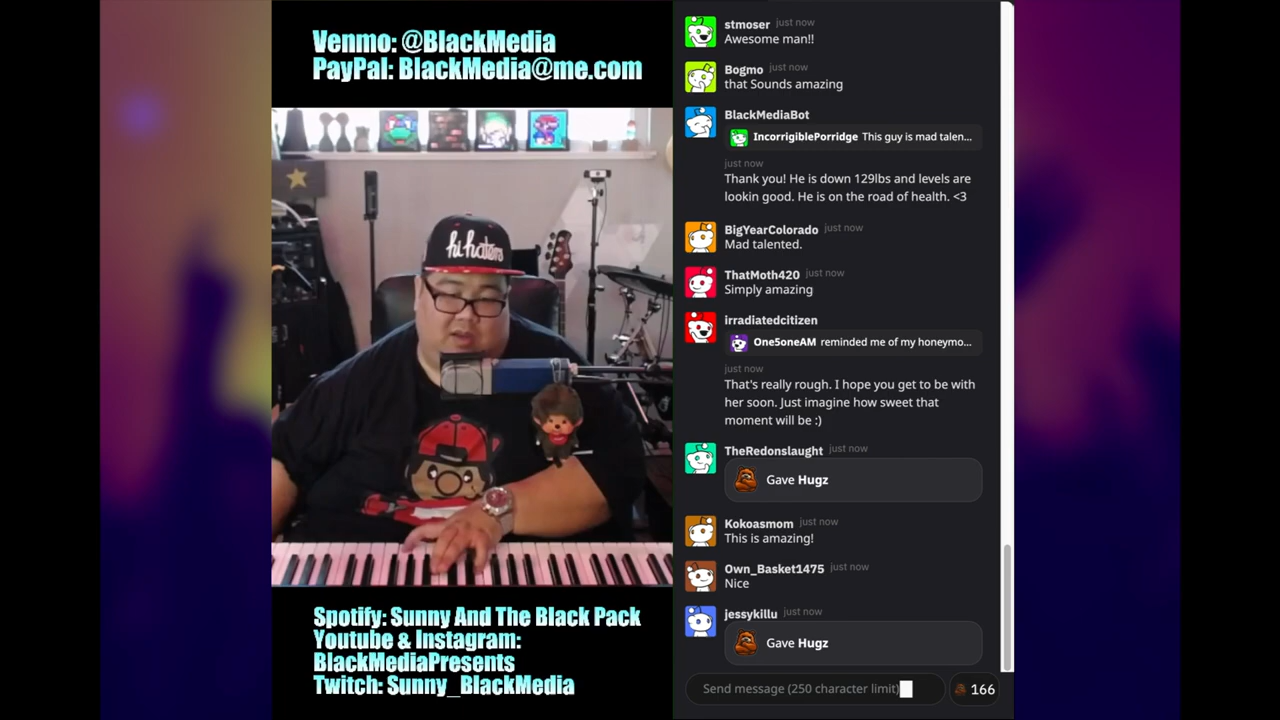 Venmo: @BlackMedia
PayPal: BlackMedia@me.com
hi haters
Spotify: Sunny And The Black Pack
Youtube & Instagram:
BlackMediaPresents
Twitch: Sunny_BlackMedia
stmoser just now
Awesome man!!
Bogmo just now
that Sounds amazing
BlackMediaBot
IncorrigiblePorridge This guy is mad talen...
just now
Thank you! He is down 129lbs and levels are
lookin good. He is on the road of health. <3
BigYearColorado just now
Mad talented.
ThatMoth420 just now
Simply amazing
irradiatedcitizen
One5oneAM reminded me of my honeymo...
just now
That's really rough. I hope you get to be with
her soon. Just imagine how sweet that
moment will be :)
TheRedonslaught just now
Gave Hugz
Kokoasmom just now
This is amazing!
Own_Basket1475 just now
Nice
jessykillu just now
Gave Hugz
Send message (250 character limit)
166